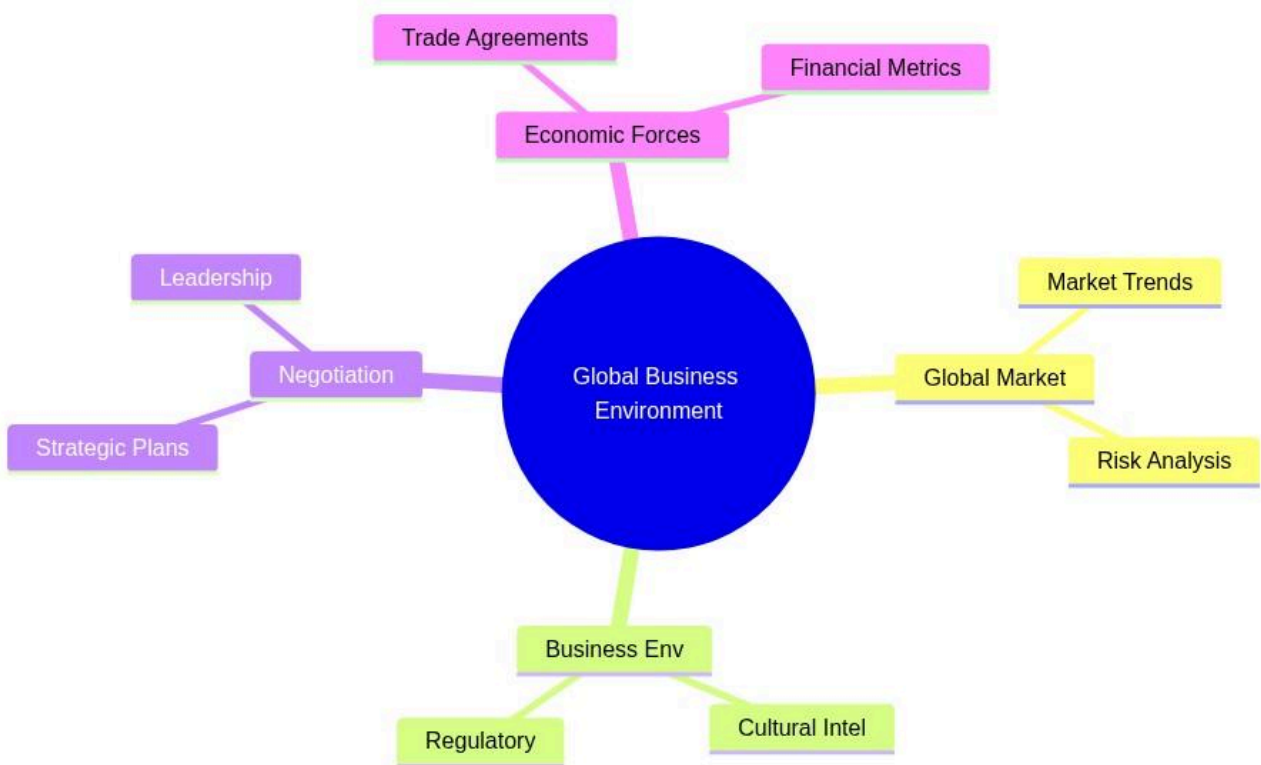 Trade Agreements
Financial Metrics
Economic Forces
Leadership
Market Trends
Negotiation
Global Business
Environment
Global Market
Strategic Plans
Risk Analysis
Business Env
Regulatory
Cultural Intel